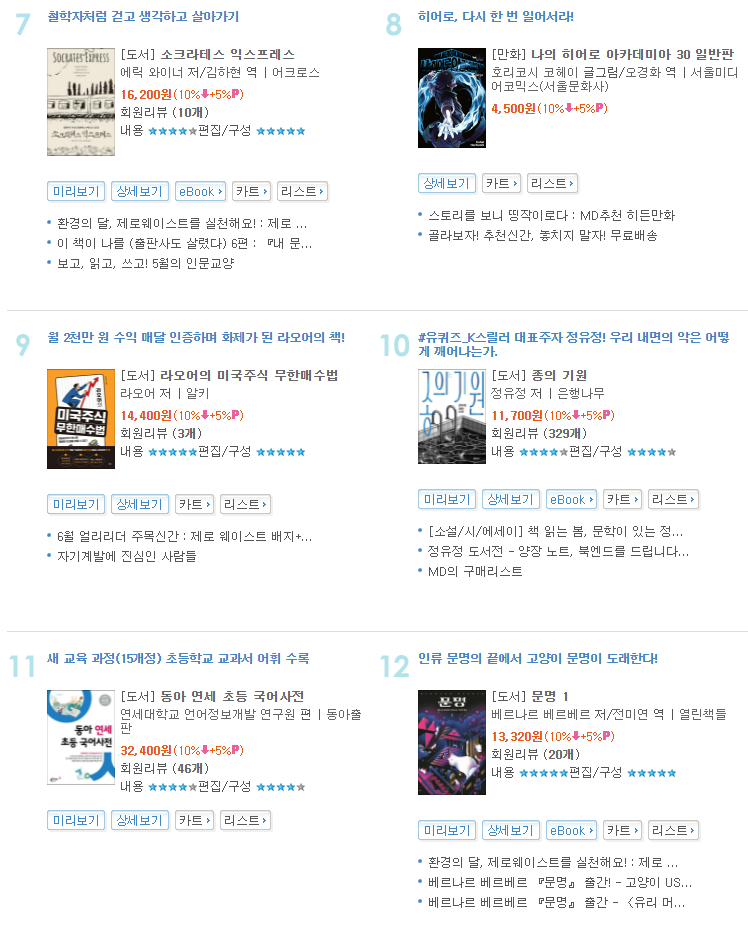 7
철학자처럼 걷고 생각하고 살아가기
SOCRATES EXPRESS
[도서] 소크라테스 익스프레스
에릭 와이너 저/김하현 역 | 어크로스
16,200원(10%+5%P)
회원리뷰 (10개)
내용 ★★★★★편집/구성 ★★★★★
미리보기 상세보기 eBook 카트 리스트
• 환경의 달, 제로웨이스트를 실천해요! : 제로 ...
• 이 책이 나를 (출판사도 살렸다) 6편 : 『내 문...
• 보고, 읽고, 쓰고! 5월의 인문교양
8
히어로, 다시 한 번 일어서라!
[만화] 나의 히어로 아카데미아 30 일반판
호리코시 코헤이 글그림/오경화 역 | 서울미디
어코믹스(서울문화사)
4,500원(10%+5%P)
상세보기 카트 리스트
• 스토리를 보니 띵작이로다 : MD추천 히든만화
• 골라보자! 추천신간, 놓치지 말자! 무료배송
9
월 2천만 원 수익 매달 인증하며 화제가 된 라오어의 책!
미국주식
무한매수법
[도서] 라오어의 미국주식 무한매수법
라오어 저 | 알키
14,400원(10%+5%P)
회원리뷰 (3개)
내용 ★★★★★편집/구성 ★★★★★
미리보기 상세보기 카트 리스트
• 6월 얼리리더 주목신간 : 제로 웨이스트 배지+...
• 자기계발에 진심인 사람들
10
#유퀴즈_K스릴러 대표주자 정유정! 우리 내면의 악은 어떻
게 깨어나는가.
종의 기원
[도서] 종의 기원
정유정 저 | 은행나무
11,700원(10%+5%P)
회원리뷰 (329개)
내용 ★★★★★편집/구성 ★★★★★
미리보기 상세보기 eBook 카트 리스트
• [소설/시/에세이] 책 읽는 봄, 문학이 있는 정...
• 정유정 도서전 - 양장 노트, 북엔드를 드립니다...
• MD의 구매리스트
11
새 교육 과정(15개정) 초등학교 교과서 어휘 수록
동아 연세
초등 국어사전
[도서] 동아 연세 초등 국어사전
연세대학교 언어정보개발 연구원 편 | 동아출
판
32,400원(10%+5%P)
회원리뷰 (46개)
내용 ★★★★★편집/구성 ★★★★★
미리보기 상세보기 카트 리스트
12
인류 문명의 끝에서 고양이 문명이 도래한다!
문명
[도서] 문명 1
베르나르 베르베르 저/전미연 역 | 열린책들
13,320원(10%+5%P)
회원리뷰 (20개)
내용 ★★★★★편집/구성 ★★★★★
미리보기 상세보기 eBook 카트 리스트
• 환경의 달, 제로웨이스트를 실천해요! : 제로 ...
• 베르나르 베르베르 『문명』 출간! - 고양이 US...
• 베르나르 베르베르 『문명』 출간 - 〈유리 머...